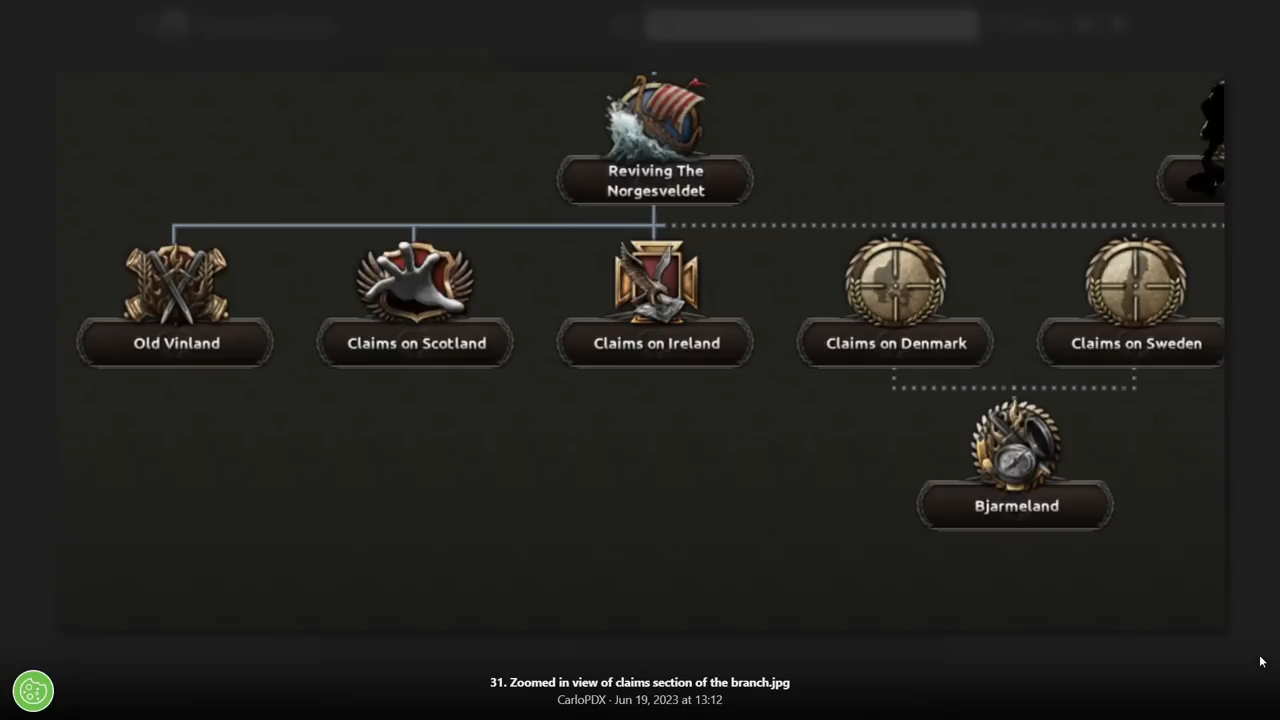 Reviving The
Norgesveldet
Old Vinland
Claims on Scotland
Claims on Ireland
Claims on Denmark
Claims on Sweden
Bjarmeland
31. Zoomed in view of claims section of the branch.jpg
CarloPDX · Jun 19, 2023 at 13:12